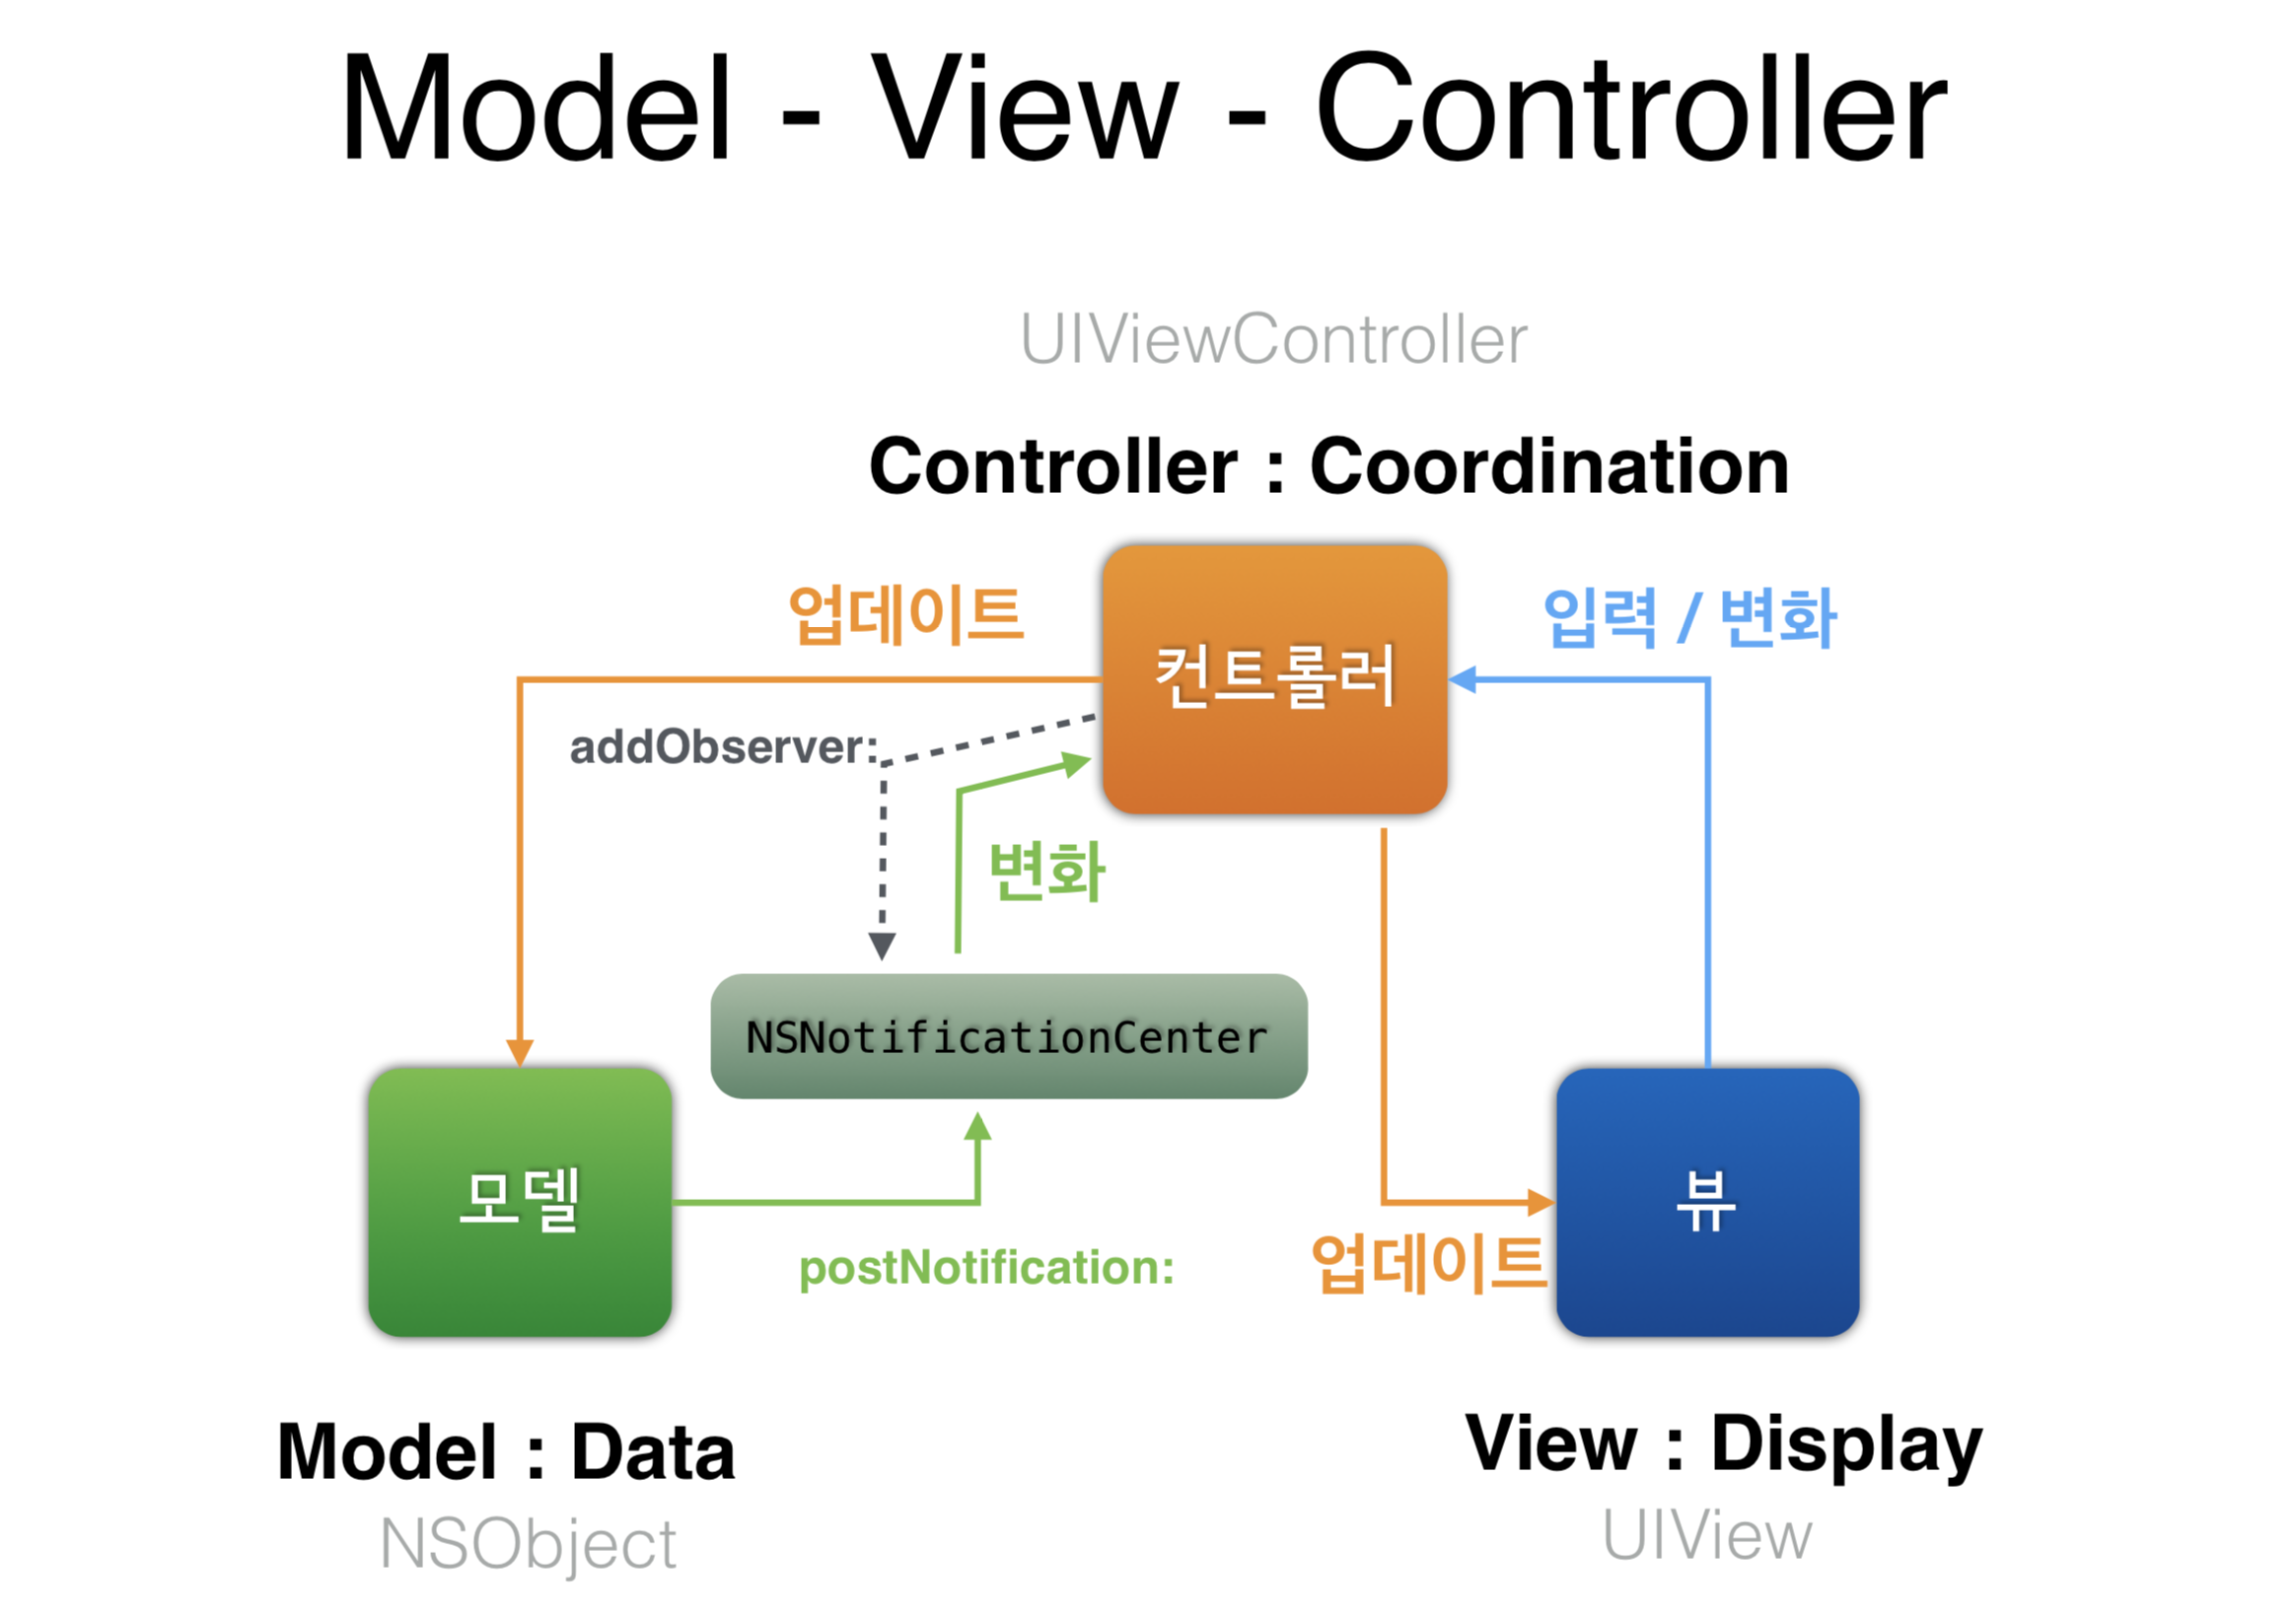 Model - View - Controller
UIViewController
Controller : Coordination
업데이트
입력 / 변화
컨트롤러
addObserver:
변화
NSNotificationCenter
모델
뷰
postNotification:
업데이트
Model : Data
View : Display
NSObject
UIView